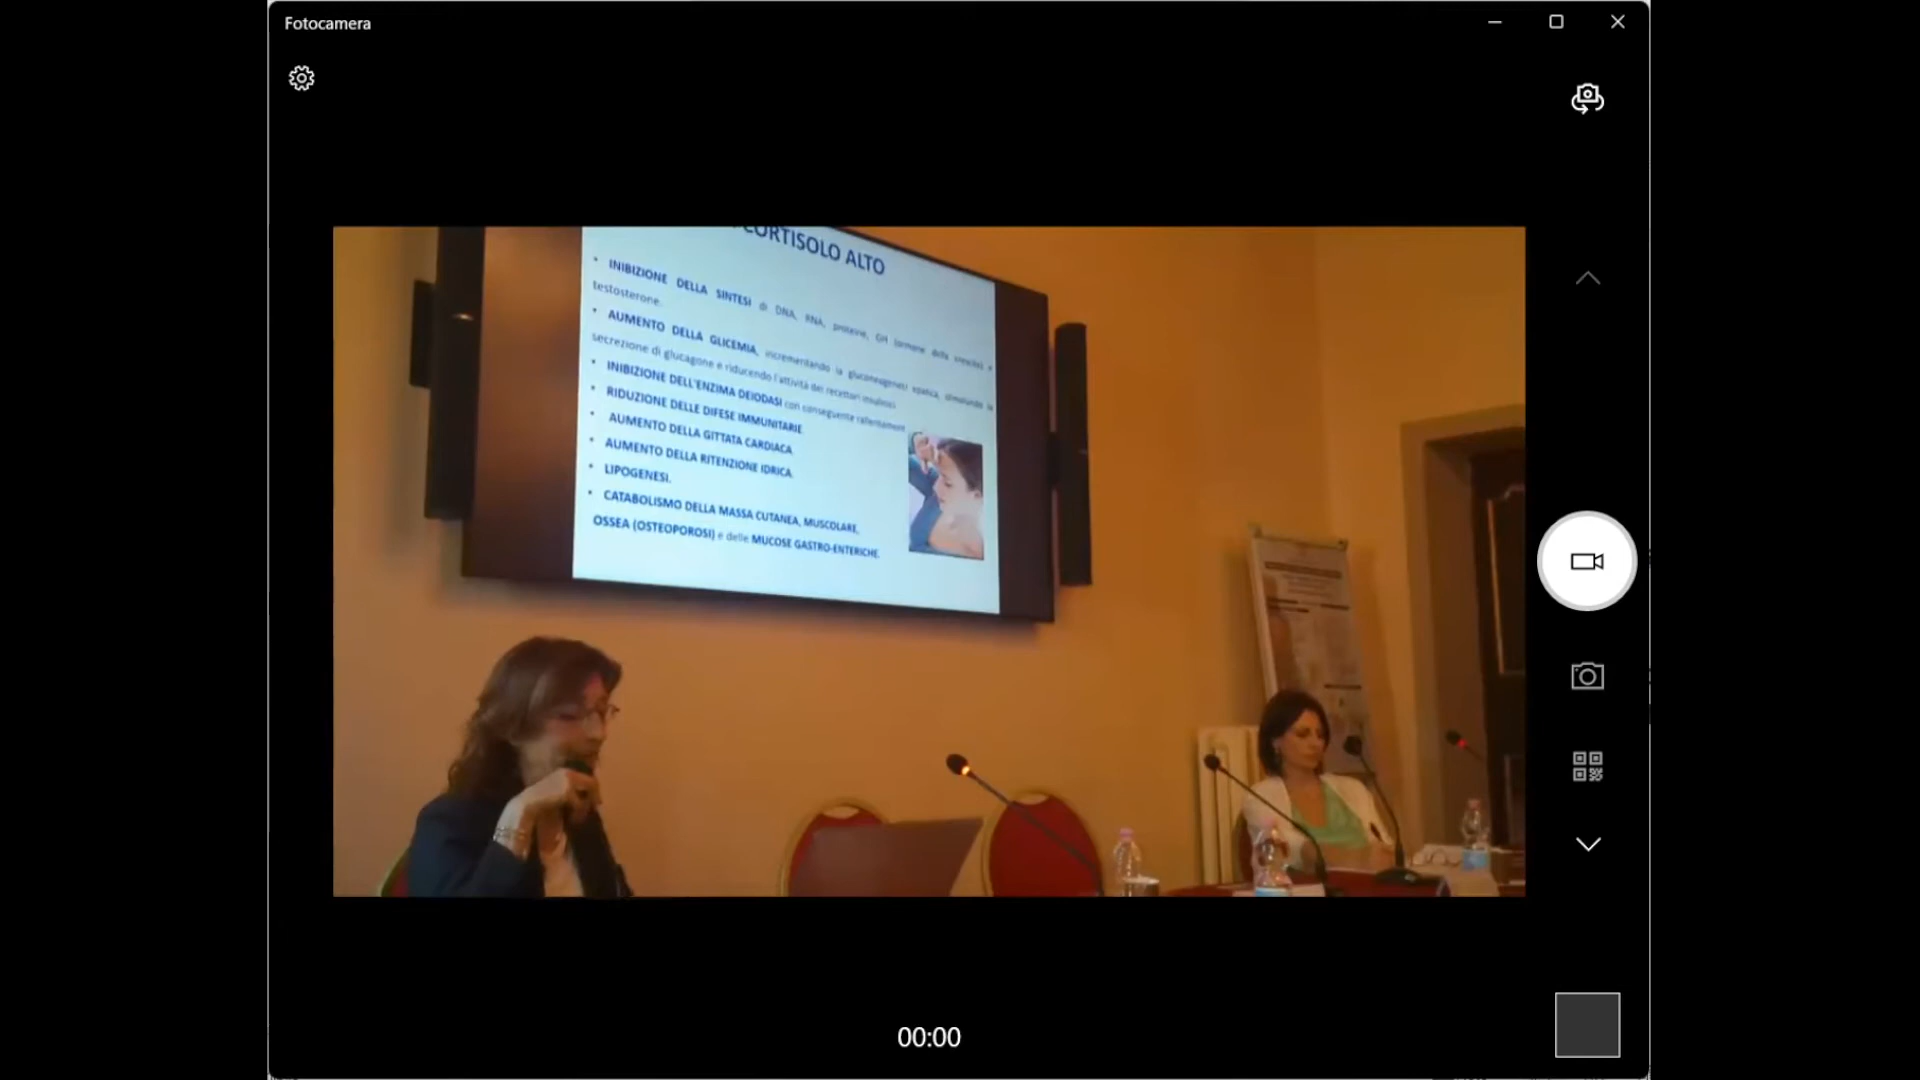 Fotocamera
CORTISOLO ALTO
• INIBIZIONE DELLA SINTESI di DNA, RNA, proteine, GH (ormone della crescita) e
testosterone.
• AUMENTO DELLA GLICEMIA, incrementando la gluconeogenesi epatica, stimolando la
secrezione di glucagone e riducendo l'attività dei recettori insulinici.
• INIBIZIONE DELL'ENZIMA DEIODASI con conseguente rallentament
• RIDUZIONE DELLE DIFESE IMMUNITARIE.
• AUMENTO DELLA GITTATA CARDIACA.
• AUMENTO DELLA RITENZIONE IDRICA.
• LIPOGENESI.
• CATABOLISMO DELLA MASSA CUTANEA, MUSCOLARE,
OSSEA (OSTEOPOROSI) e delle MUCOSE GASTRO-ENTERICHE.
00:00